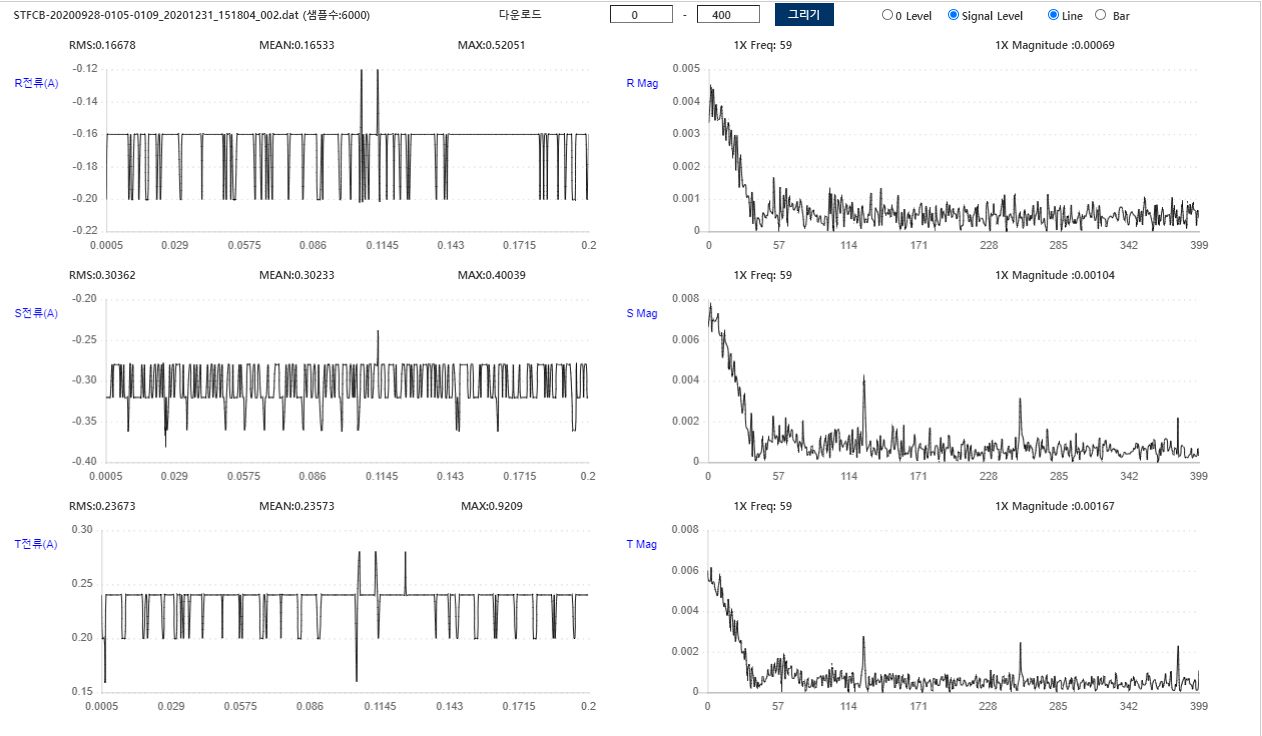 STFCB-20200928-0105-0109_20201231_151804_002.dat (샘플수:6000) 다운로드 0 - 400 그리기 0 Level Signal Level Line Bar
RMS:0.16678 MEAN:0.16533 MAX:0.52051 1X Freq: 59 1X Magnitude :0.00069
R전류(A)
-0.12
-0.14
-0.16
-0.18
-0.20
-0.22
0.0005 0.029 0.0575 0.086 0.1145 0.143 0.1715 0.2
R Mag
0.005
0.004
0.003
0.002
0.001
0
0 57 114 171 228 285 342 399
RMS:0.30362 MEAN:0.30233 MAX:0.40039 1X Freq: 59 1X Magnitude :0.00104
S전류(A)
-0.20
-0.25
-0.30
-0.35
-0.40
0.0005 0.029 0.0575 0.086 0.1145 0.143 0.1715 0.2
S Mag
0.008
0.006
0.004
0.002
0
0 57 114 171 228 285 342 399
RMS:0.23673 MEAN:0.23573 MAX:0.9209 1X Freq: 59 1X Magnitude :0.00167
T전류(A)
0.30
0.25
0.20
0.15
0.0005 0.029 0.0575 0.086 0.1145 0.143 0.1715 0.2
T Mag
0.008
0.006
0.004
0.002
0
0 57 114 171 228 285 342 399